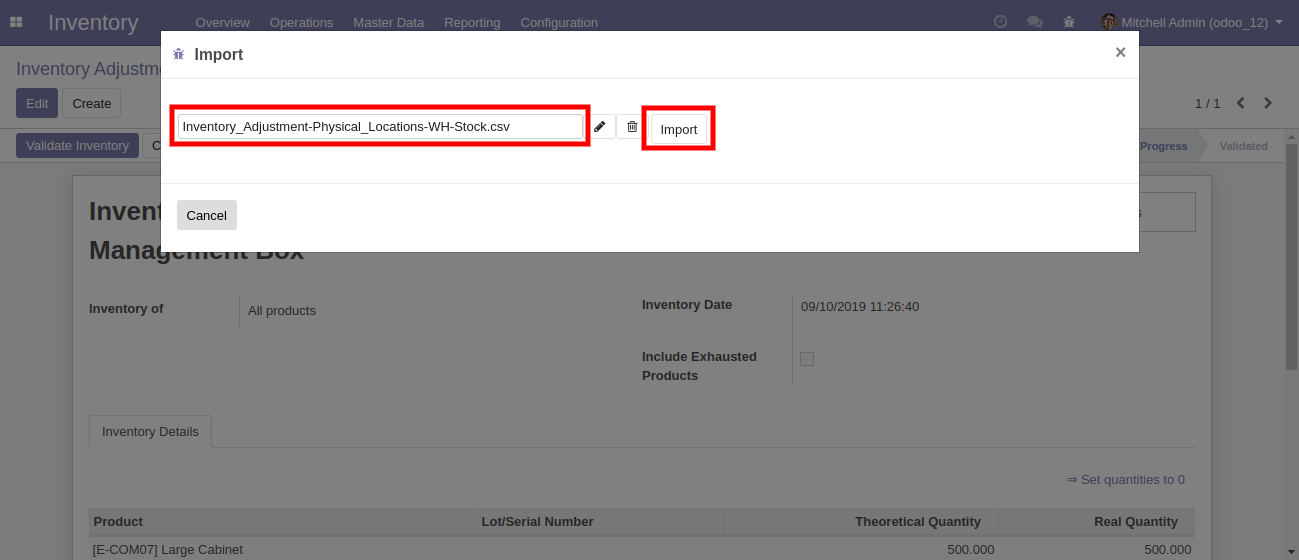 Inventory Overview Operations Master Data Reporting Configuration Mitchell Admin (odoo_12)
Import ×
Inventory Adjustme
Edit Create 1 / 1
Inventory_Adjustment-Physical_Locations-WH-Stock.csv Import
Validate Inventory C Progress Validated
Cancel
Invent
Management Box
Inventory of All products
Inventory Date 09/10/2019 11:26:40
Include Exhausted
Products
Inventory Details
⇒ Set quantities to 0
Product Lot/Serial Number Theoretical Quantity Real Quantity
[E-COM07] Large Cabinet 500.000 500.000